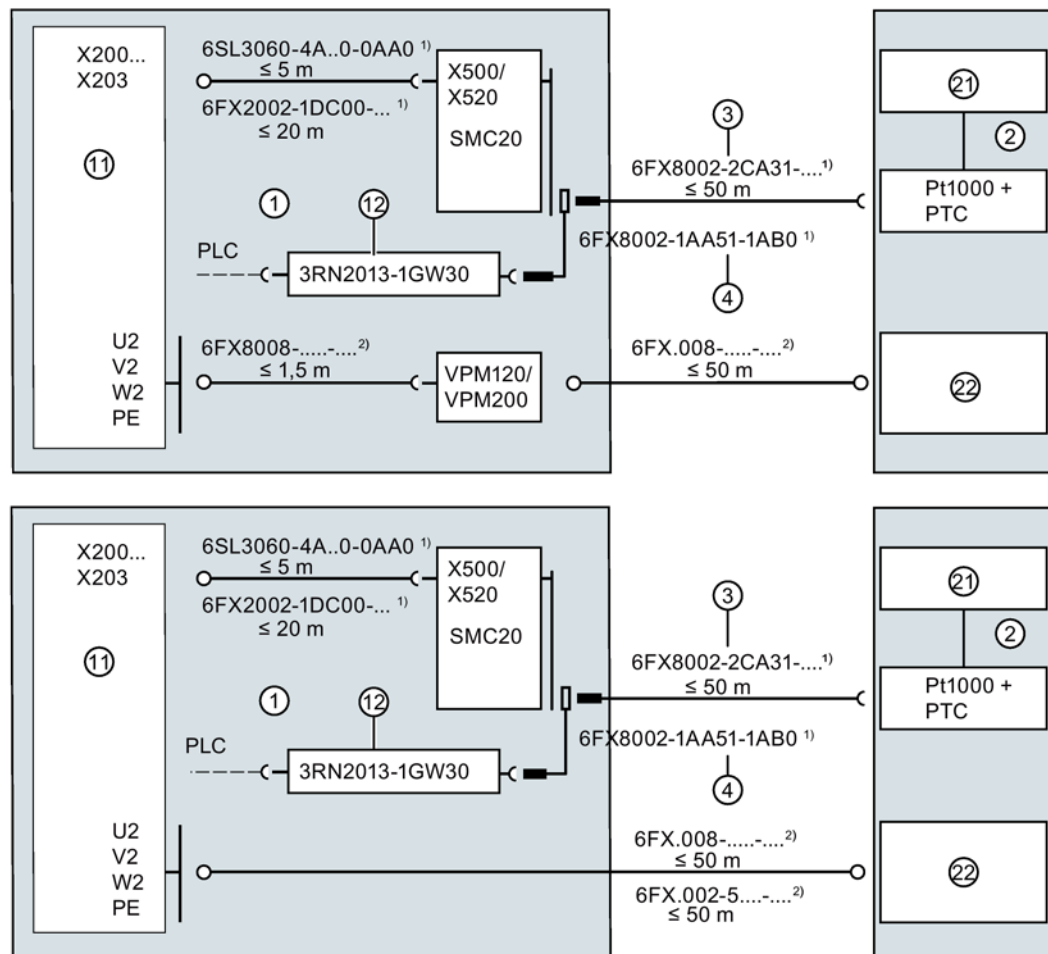 X200...
X203
6SL3060-4A..0-0AA0 1)
≤ 5 m
6FX2002-1DC00-... 1)
≤ 20 m
X500/
X520
SMC20
11
1
12
PLC
3RN2013-1GW30
3
6FX8002-2CA31-....1)
≤ 50 m
6FX8002-1AA51-1AB0 1)
4
21
2
Pt1000 +
PTC
U2
V2
W2
PE
6FX8008-.....-....2)
≤ 1,5 m
VPM120/
VPM200
6FX.008-.....-....2)
≤ 50 m
22
X200...
X203
6SL3060-4A..0-0AA0 1)
≤ 5 m
6FX2002-1DC00-... 1)
≤ 20 m
X500/
X520
SMC20
11
1
12
PLC
3RN2013-1GW30
3
6FX8002-2CA31-....1)
≤ 50 m
6FX8002-1AA51-1AB0 1)
4
21
2
Pt1000 +
PTC
U2
V2
W2
PE
6FX.008-.....-....2)
≤ 50 m
6FX.002-5....-....2)
≤ 50 m
22